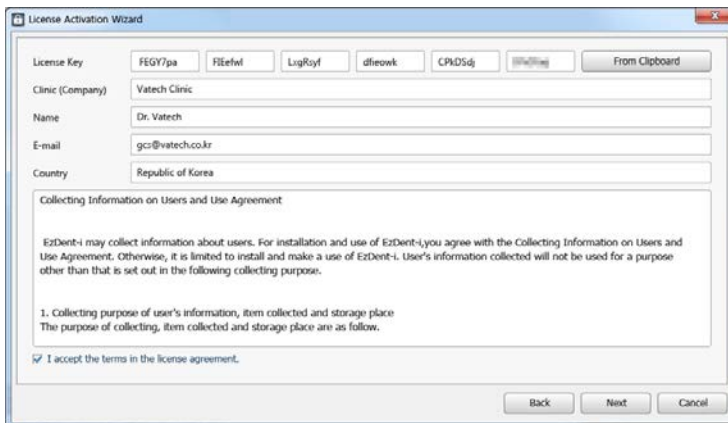 License Activation Wizard
License Key FEGY7pa FIEefwl LxgRsyf dfieowk CPkDSdj From Clipboard
Clinic (Company) Vatech Clinic
Name Dr. Vatech
E-mail gcs@vatech.co.kr
Country Republic of Korea
Collecting Information on Users and Use Agreement
EzDent-i may collect information about users. For installation and use of EzDent-i,you agree with the Collecting Information on Users and
Use Agreement. Otherwise, it is limited to install and make a use of EzDent-i. User's information collected will not be used for a purpose
other than that is set out in the following collecting purpose.
1. Collecting purpose of user's information, item collected and storage place
The purpose of collecting, item collected and storage place are as follow.
I accept the terms in the license agreement.
Back Next Cancel